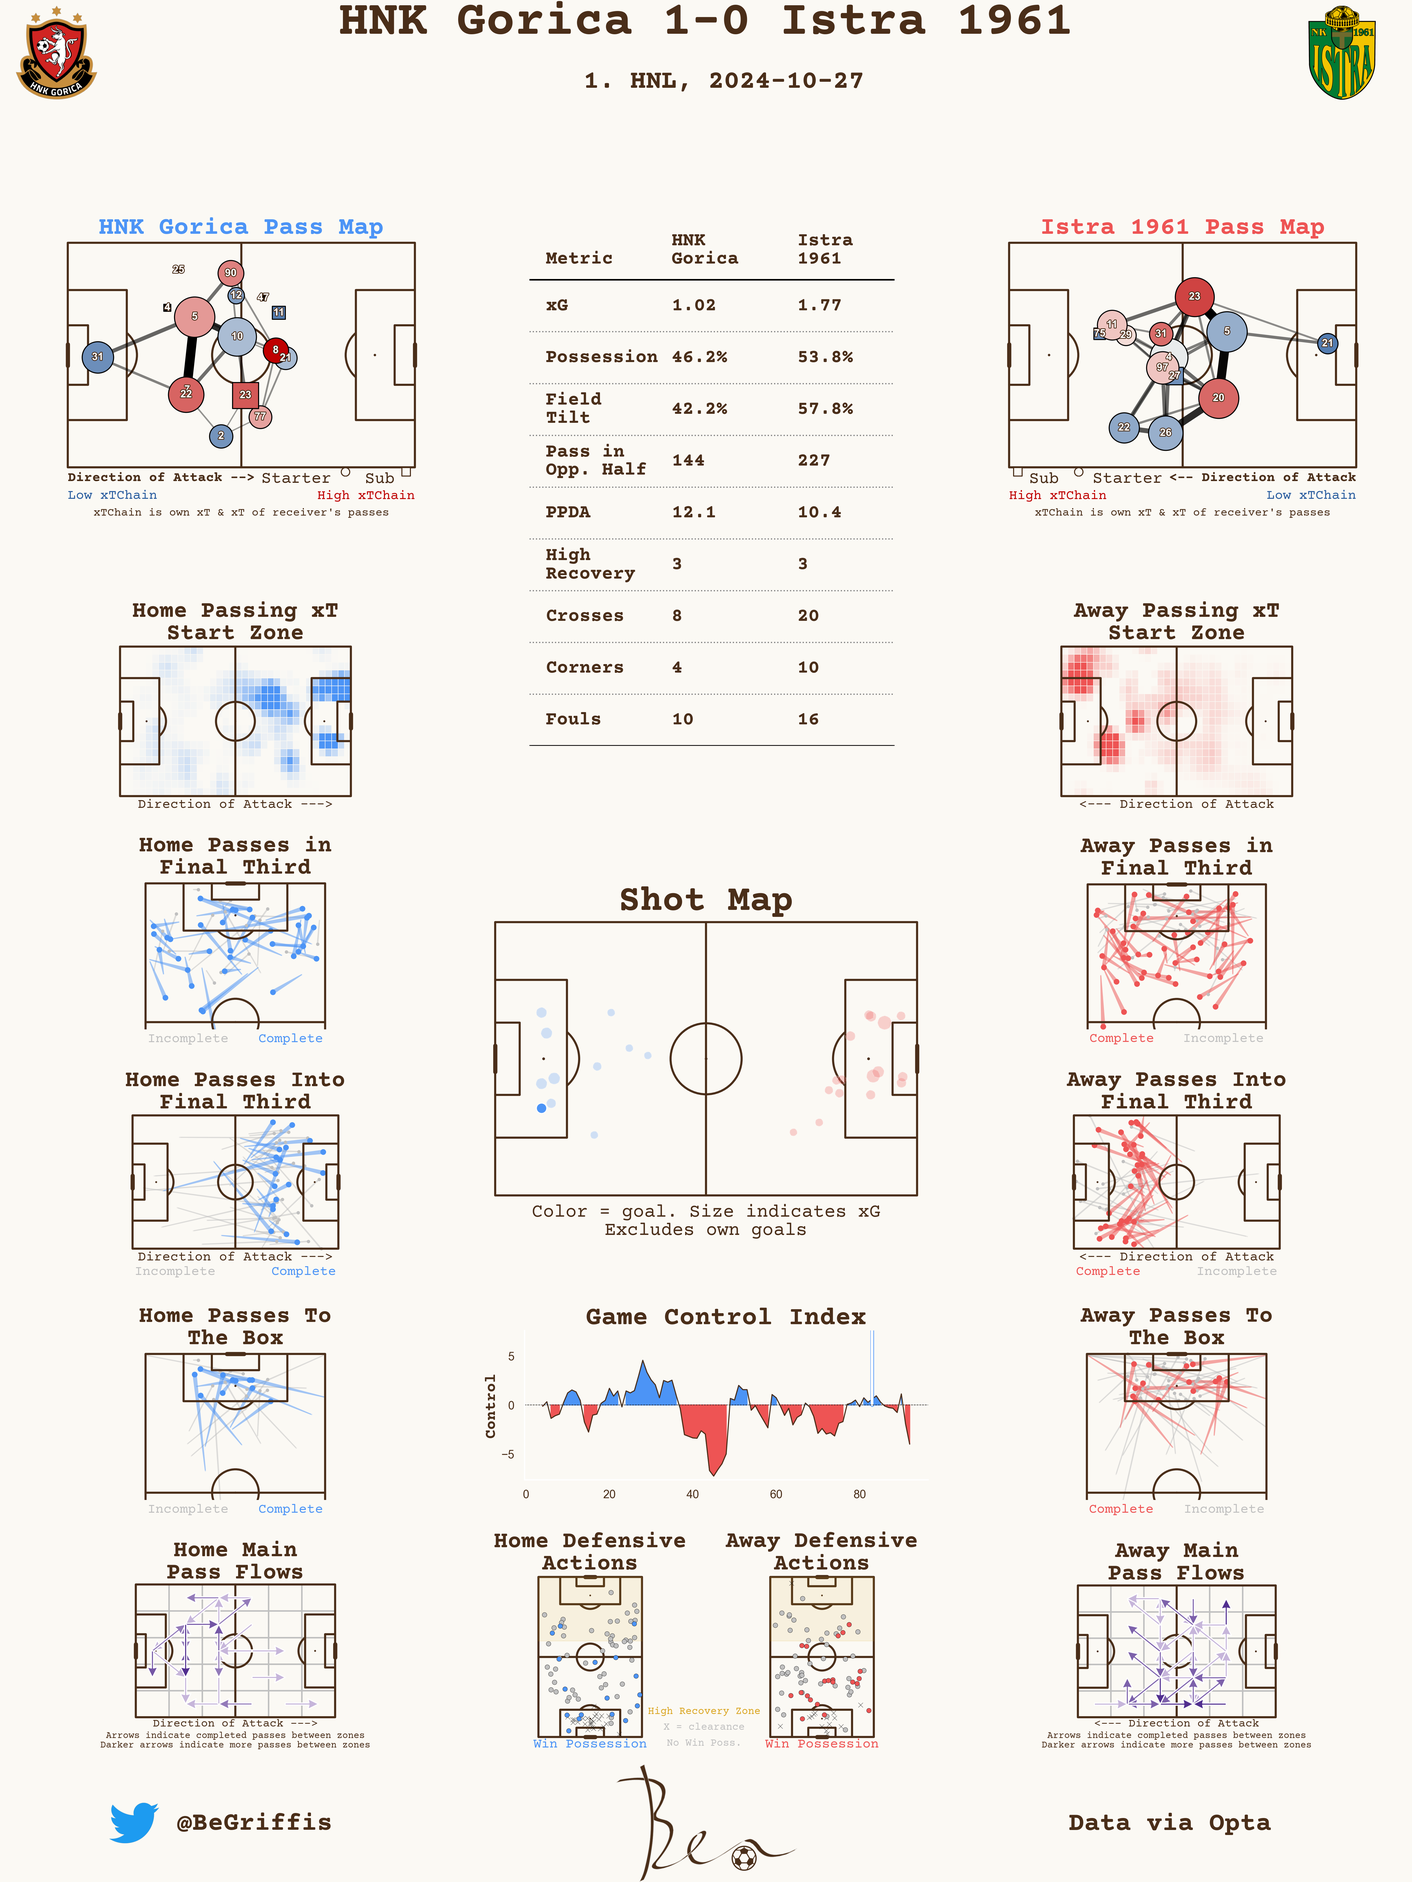 HNK Gorica 1-0 Istra 1961
1. HNL, 2024-10-27
HNK GORICA
NK 1961
ISTRA
HNK Gorica Pass Map
25
90
12
47
4
11
5
10
8
21
31
7
22
23
77
2
Direction of Attack --> Starter Sub
Low xTChain High xTChain
xTChain is own xT & xT of receiver's passes
Metric HNK Gorica Istra 1961
xG 1.02 1.77
Possession 46.2% 53.8%
Field Tilt 42.2% 57.8%
Pass in Opp. Half 144 227
PPDA 12.1 10.4
High Recovery 3 3
Crosses 8 20
Corners 4 10
Fouls 10 16
Istra 1961 Pass Map
23
11
75
29
31
5
21
4
97
27
20
22
26
Sub Starter <-- Direction of Attack
High xTChain Low xTChain
xTChain is own xT & xT of receiver's passes
Home Passing xT
Start Zone
Direction of Attack --->
Away Passing xT
Start Zone
<--- Direction of Attack
Home Passes in
Final Third
Incomplete Complete
Away Passes in
Final Third
Complete Incomplete
Shot Map
Color = goal. Size indicates xG
Excludes own goals
Home Passes Into
Final Third
Direction of Attack --->
Incomplete Complete
Away Passes Into
Final Third
<--- Direction of Attack
Complete Incomplete
Home Passes To
The Box
Incomplete Complete
Game Control Index
Control
5
0
−5
0 20 40 60 80
Away Passes To
The Box
Complete Incomplete
Home Main
Pass Flows
Direction of Attack --->
Arrows indicate completed passes between zones
Darker arrows indicate more passes between zones
Home Defensive
Actions
Win Possession
High Recovery Zone
X = clearance
No Win Poss.
Away Defensive
Actions
Win Possession
Away Main
Pass Flows
<--- Direction of Attack
Arrows indicate completed passes between zones
Darker arrows indicate more passes between zones
@BeGriffis
Ben
Data via Opta